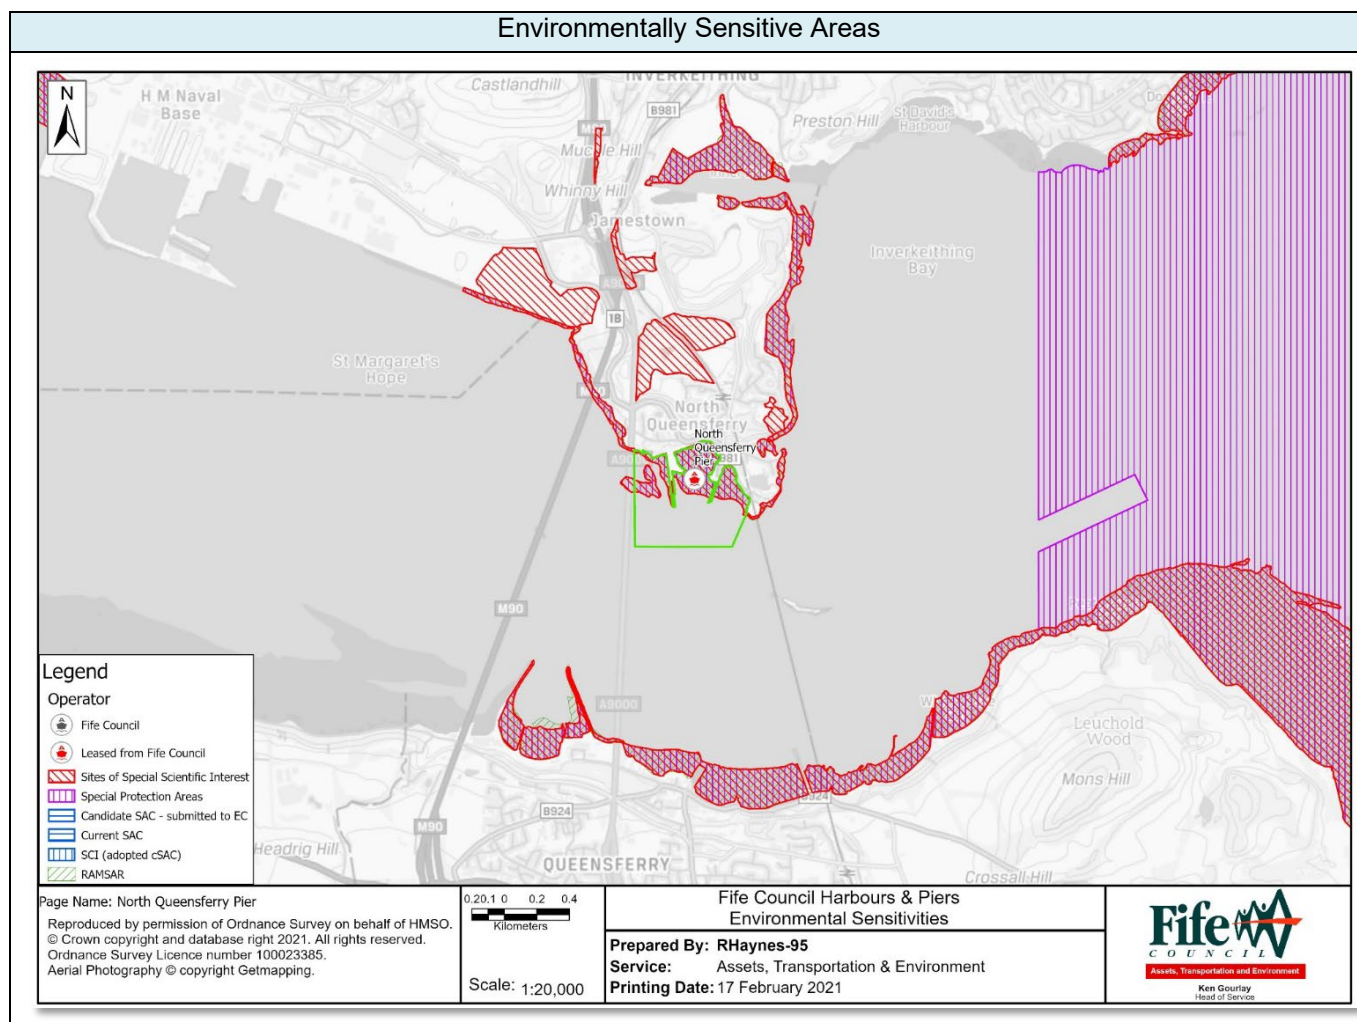 Environmentally Sensitive Areas
N
H M Naval
Base
Castlandhill
INVERKEITHING
B981
Preston Hill
St David's
Harbour
Muckle Hill
Whinny Hill
Jamestown
Inverkeithing
Bay
1B
St Margaret's
Hope
North
Queensferry
North
Queensferry
Pier
M90
A9000
Leuchold
Wood
Mons Hill
B924
B924
M90
Headrig Hill
QUEENSFERRY
Crossall Hill
Legend
Operator
Fife Council
Leased from Fife Council
Sites of Special Scientific Interest
Special Protection Areas
Candidate SAC - submitted to EC
Current SAC
SCI (adopted cSAC)
RAMSAR
Page Name: North Queensferry Pier
Reproduced by permission of Ordnance Survey on behalf of HMSO.
© Crown copyright and database right 2021. All rights reserved.
Ordnance Survey Licence number 100023385.
Aerial Photography © copyright Getmapping.
0.20.1 0 0.2 0.4
Kilometers
Scale: 1:20,000
Fife Council Harbours & Piers
Environmental Sensitivities
Prepared By: RHaynes-95
Service: Assets, Transportation & Environment
Printing Date: 17 February 2021
Fife
COUNCIL
Assets, Transportation and Environment
Ken Gourlay
Head of Service